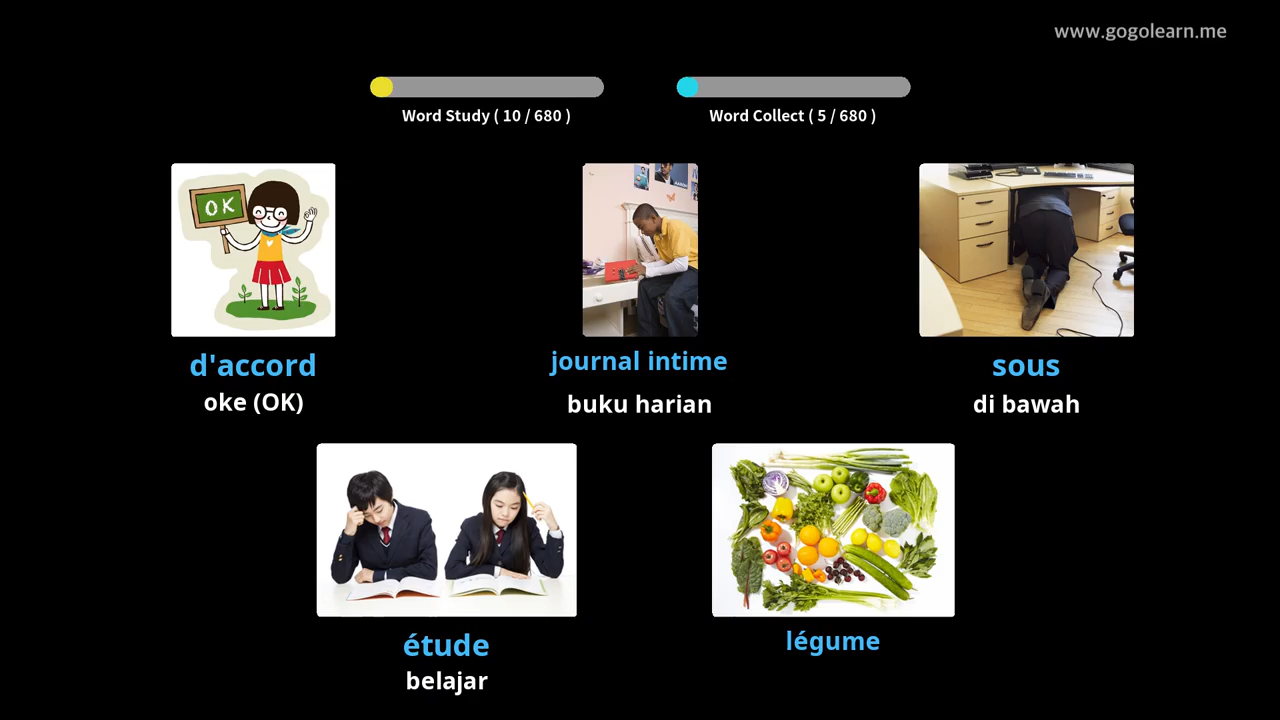 www.gogolearn.me
Word Study ( 10 / 680 )
Word Collect ( 5 / 680 )
OK
d'accord
oke (OK)
journal intime
buku harian
sous
di bawah
étude
belajar
légume